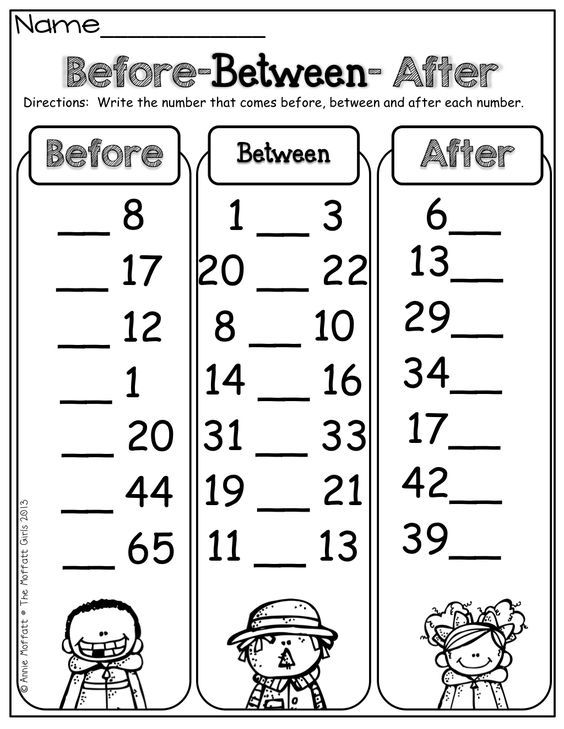 Name_______________
Before-Between-After
Directions: Write the number that comes before, between and after each number.
Before
___ 8
___ 17
___ 12
___ 1
___ 20
___ 44
___ 65
Between
1 ___ 3
20 ___ 22
8 ___ 10
14 ___ 16
31 ___ 33
19 ___ 21
11 ___ 13
After
6___
13___
29___
34___
17___
42___
39___
© Annie Moffatt © The Moffatt Girls 2013